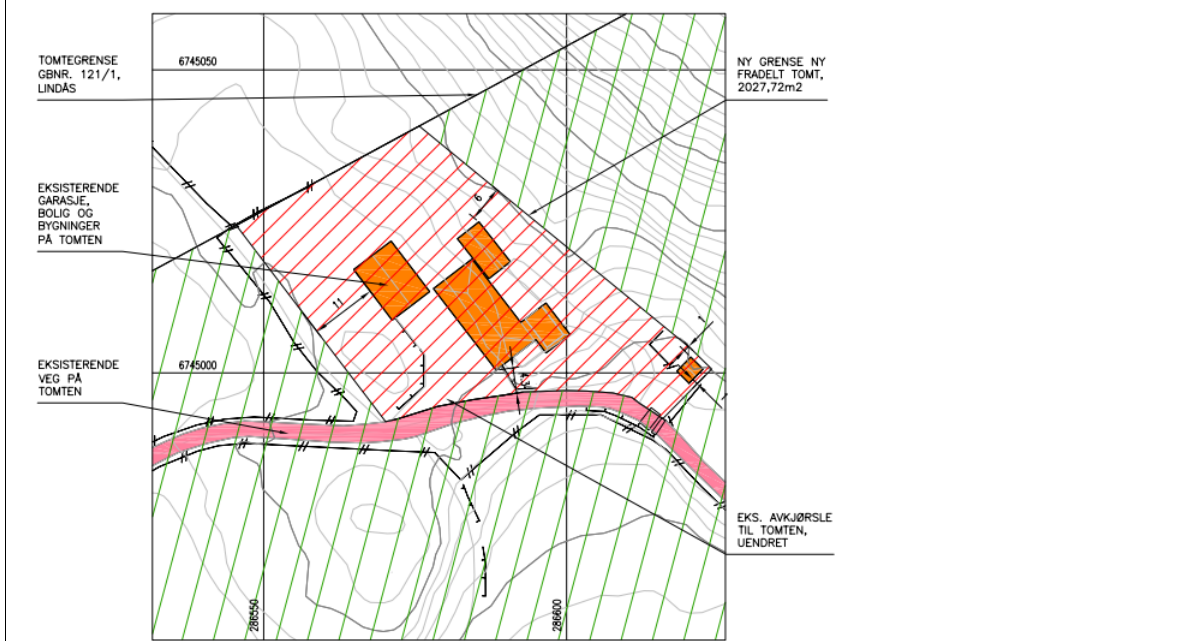 TOMTEGRENSE
GBNR. 121/1,
LINDÅS
6745050
NY GRENSE NY
FRADELT TOMT,
2027,72m2
EKSISTERENDE
GARASJE,
BOLIG OG
BYGNINGER
PÅ TOMTEN
6
11
EKSISTERENDE
VEG PÅ
TOMTEN
6745000
EKS. AVKJØRSLE
TIL TOMTEN,
UENDRET
286550
286600